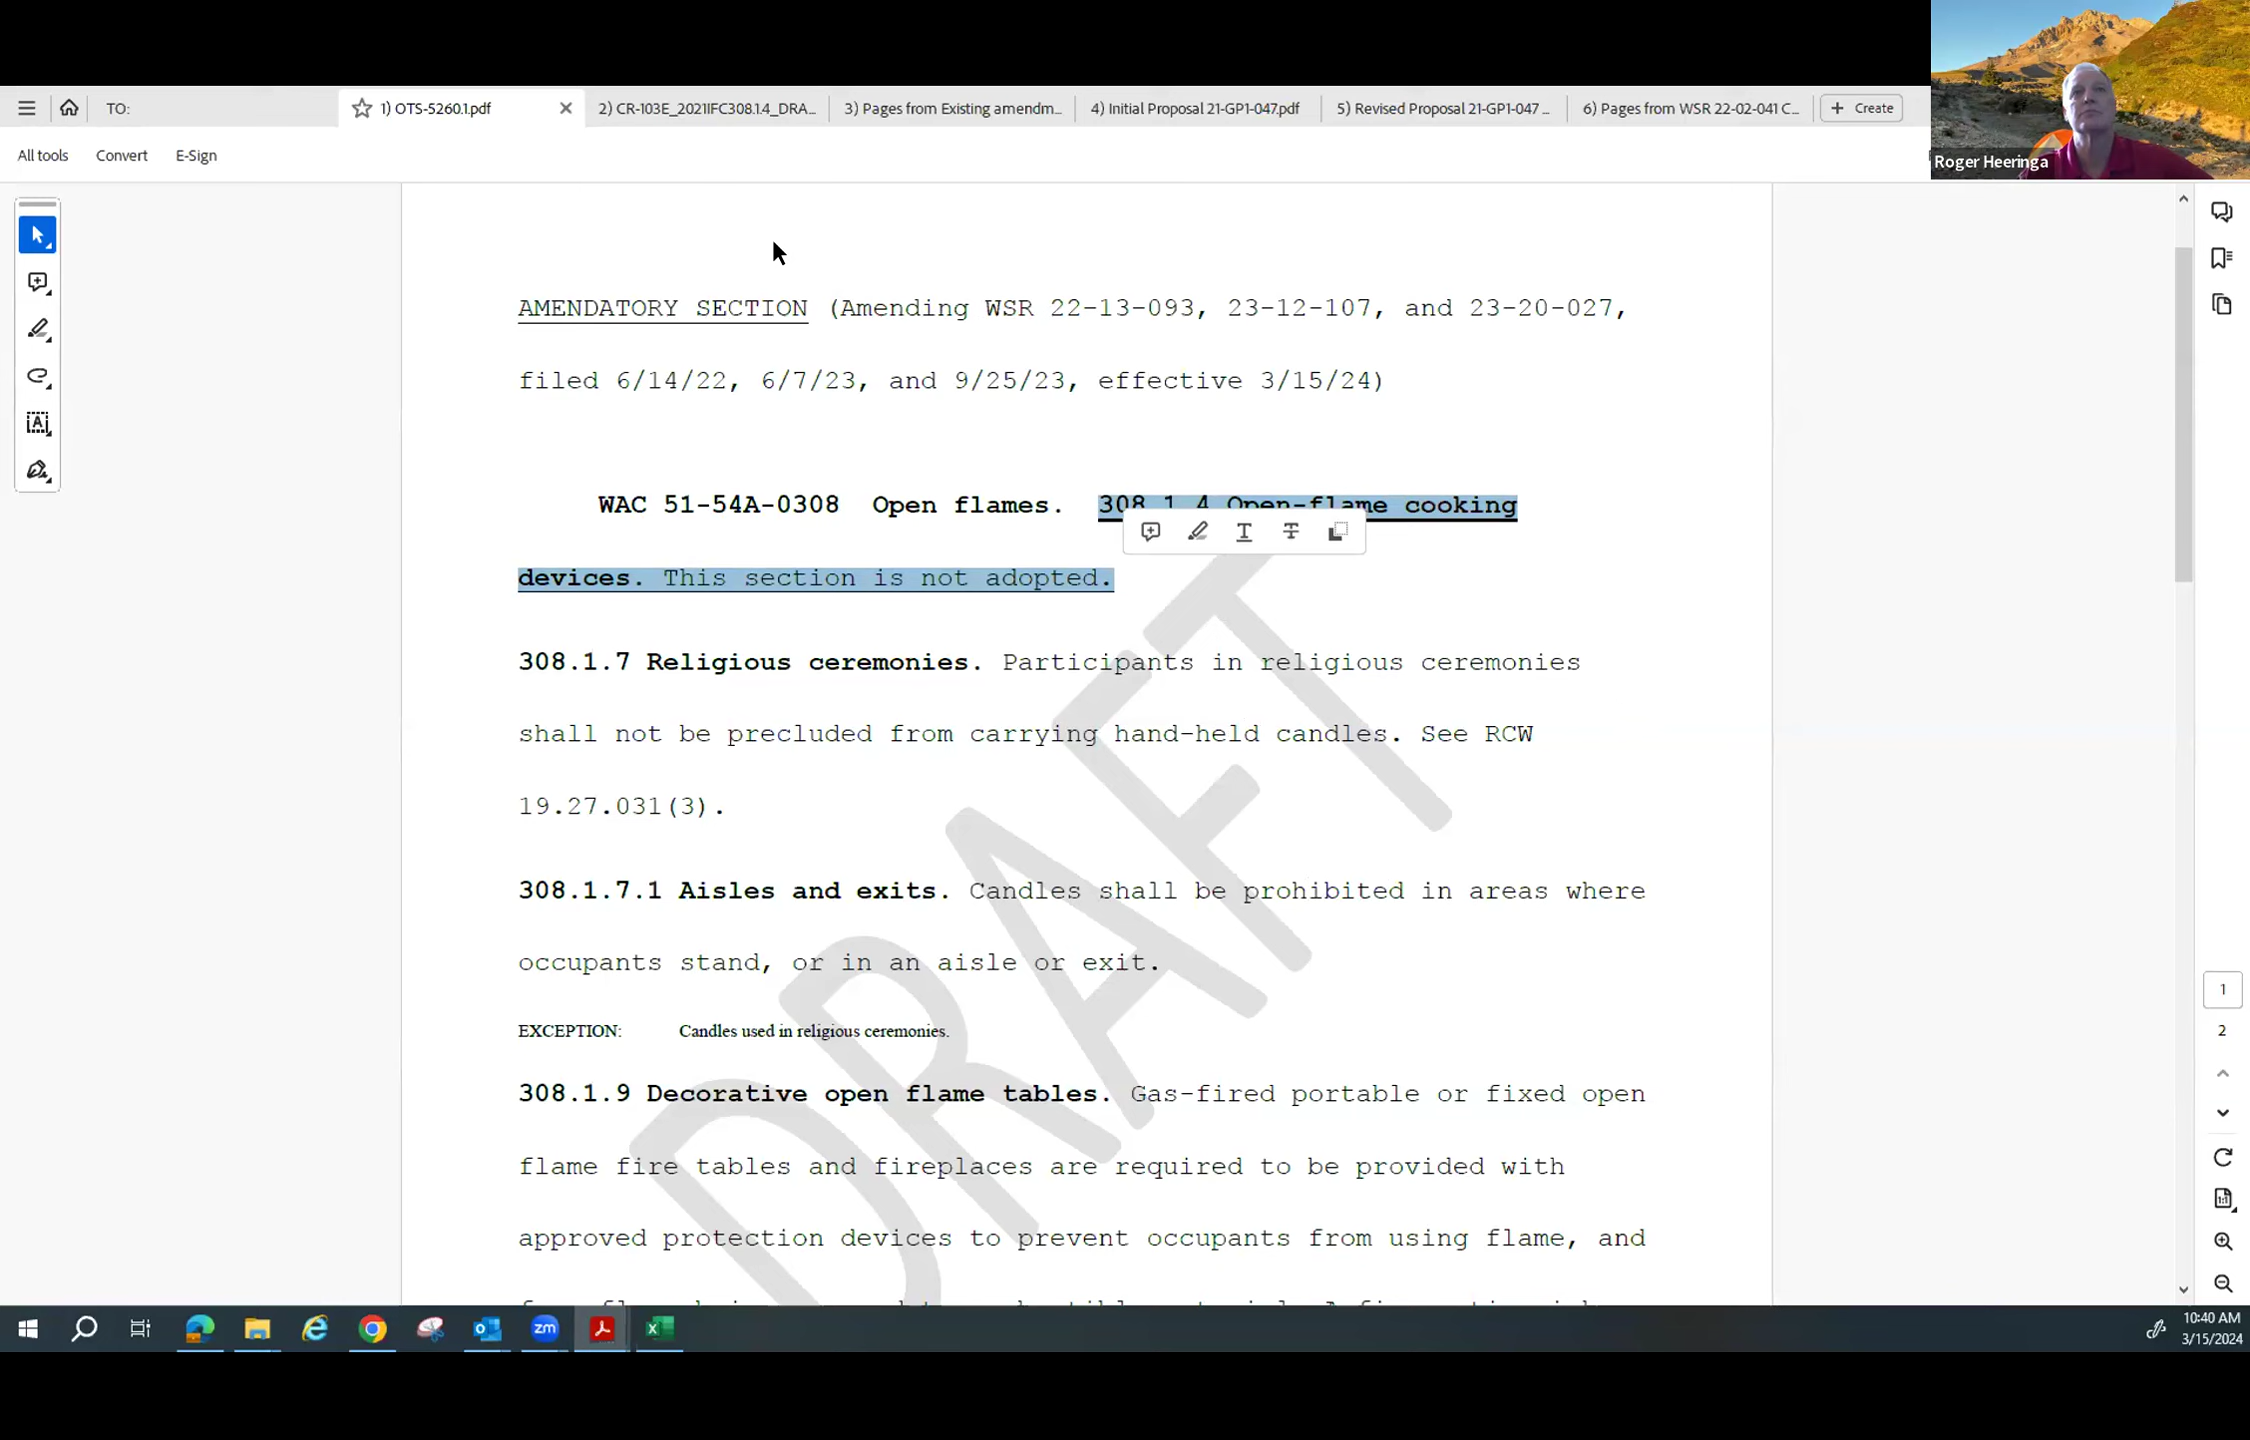 TO:
1) OTS-5260.1.pdf
2) CR-103E_2021IFC308.1.4_DRA...
3) Pages from Existing amendm...
4) Initial Proposal 21-GP1-047.pdf
5) Revised Proposal 21-GP1-047 ...
6) Pages from WSR 22-02-041 C...
+ Create
All tools
Convert
E-Sign
Roger Heeringa
AMENDATORY SECTION (Amending WSR 22-13-093, 23-12-107, and 23-20-027,
filed 6/14/22, 6/7/23, and 9/25/23, effective 3/15/24)
WAC 51-54A-0308 Open flames. 308.1.4 Open-flame cooking
devices. This section is not adopted.
308.1.7 Religious ceremonies. Participants in religious ceremonies
shall not be precluded from carrying hand-held candles. See RCW
19.27.031(3).
308.1.7.1 Aisles and exits. Candles shall be prohibited in areas where
occupants stand, or in an aisle or exit.
EXCEPTION: Candles used in religious ceremonies.
308.1.9 Decorative open flame tables. Gas-fired portable or fixed open
flame fire tables and fireplaces are required to be provided with
approved protection devices to prevent occupants from using flame, and
DRAFT
1
2
zm
10:40 AM
3/15/2024